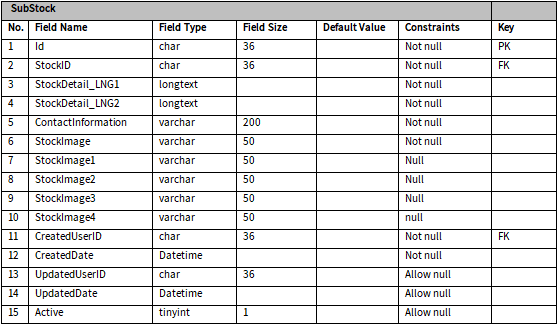 SubStock
No. Field Name Field Type Field Size Default Value Constraints Key
1 Id char 36 Not null PK
2 StockID char 36 Not null FK
3 StockDetail_LNG1 longtext Not null
4 StockDetail_LNG2 longtext Not null
5 ContactInformation varchar 200 Not null
6 StockImage varchar 50 Not null
7 StockImage1 varchar 50 Null
8 StockImage2 varchar 50 Null
9 StockImage3 varchar 50 Null
10 StockImage4 varchar 50 null
11 CreatedUserID char 36 Not null FK
12 CreatedDate Datetime Not null
13 UpdatedUserID char 36 Allow null
14 UpdatedDate Datetime Allow null
15 Active tinyint 1 Allow null